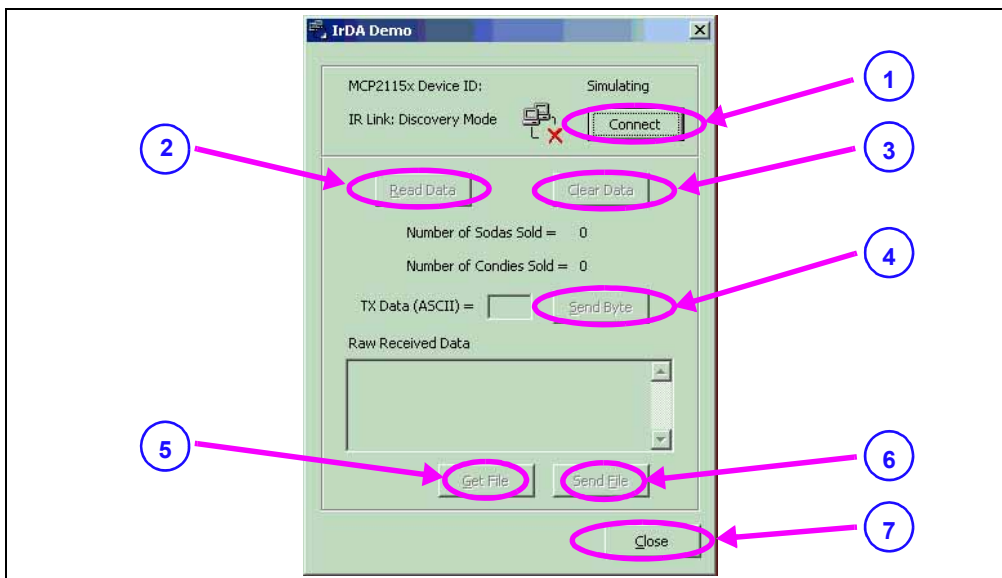 IrDA Demo
MCP2115x Device ID: Simulating
1
IR Link: Discovery Mode Connect
2
3
Read Data Clear Data
Number of Sodas Sold = 0
4
Number of Condies Sold = 0
TX Data (ASCII) = Send Byte
Raw Received Data
5
6
Get File Send File
7
Close